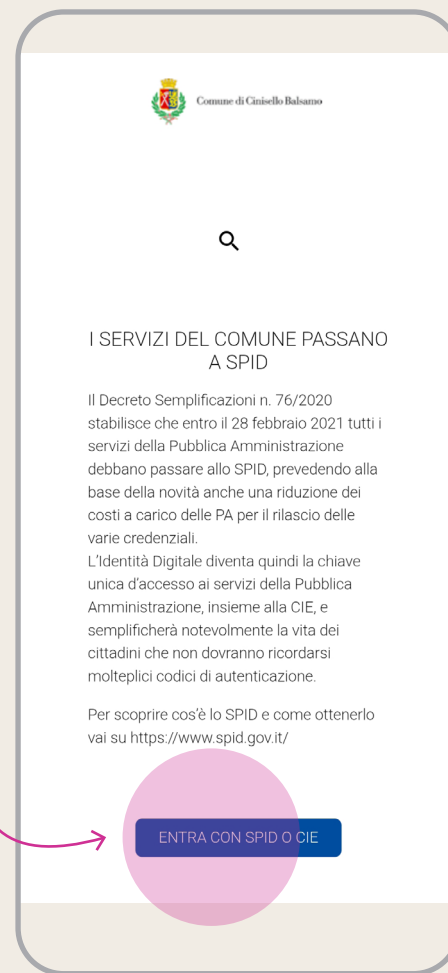 Comune di Cinisello Balsamo
I SERVIZI DEL COMUNE PASSANO
A SPID
Il Decreto Semplificazioni n. 76/2020
stabilisce che entro il 28 febbraio 2021 tutti i
servizi della Pubblica Amministrazione
debbano passare allo SPID, prevedendo alla
base della novità anche una riduzione dei
costi a carico delle PA per il rilascio delle
varie credenziali.
L’Identità Digitale diventa quindi la chiave
unica d’accesso ai servizi della Pubblica
Amministrazione, insieme alla CIE, e
semplificherà notevolmente la vita dei
cittadini che non dovranno ricordarsi
molteplici codici di autenticazione.
Per scoprire cos’è lo SPID e come ottenerlo
vai su https://www.spid.gov.it/
ENTRA CON SPID O CIE